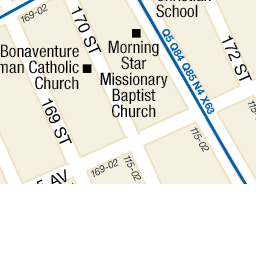 169-02
170 ST
Christian
School
172 ST
Bonaventure
man Catholic
Church
Morning
Star
Missionary
Baptist
Church
Q5 Q84 Q85 N4 X63
169 ST
115-02
115-02
169-02
AV